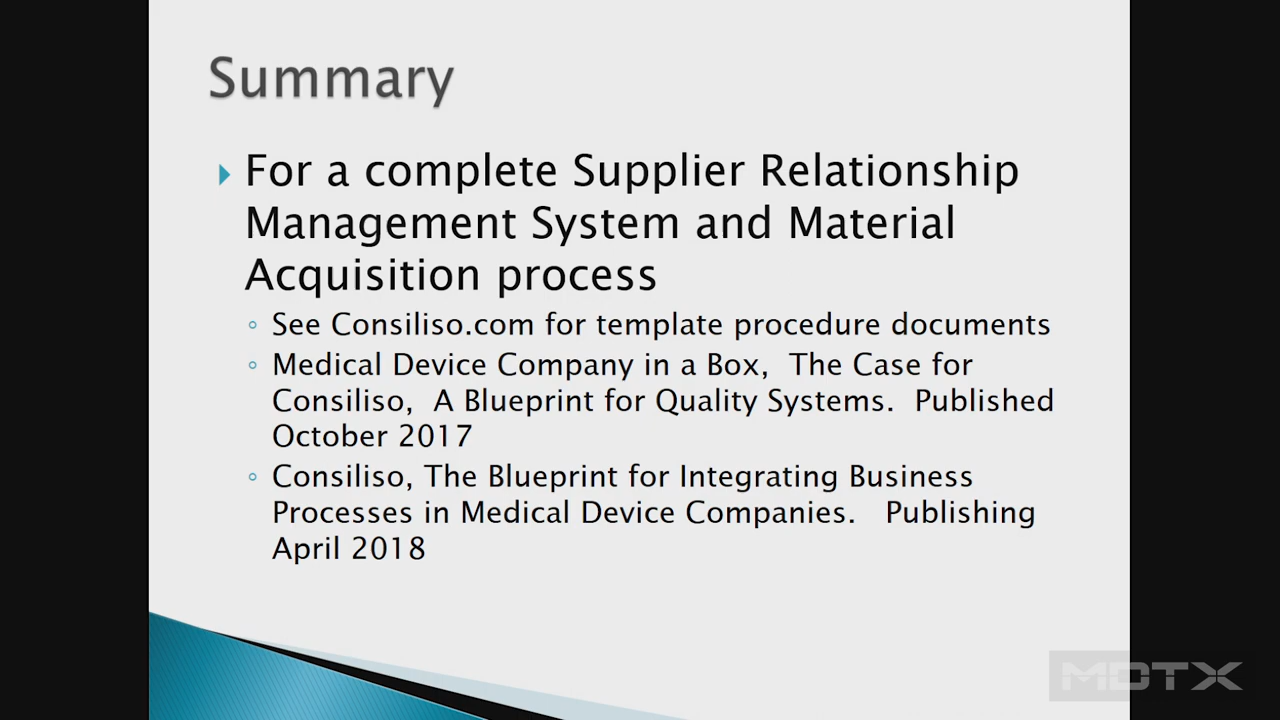 Summary
For a complete Supplier Relationship
Management System and Material
Acquisition process
See Consiliso.com for template procedure documents
Medical Device Company in a Box,  The Case for
Consiliso,  A Blueprint for Quality Systems.  Published
October 2017
Consiliso, The Blueprint for Integrating Business
Processes in Medical Device Companies.   Publishing
April 2018
MDTX